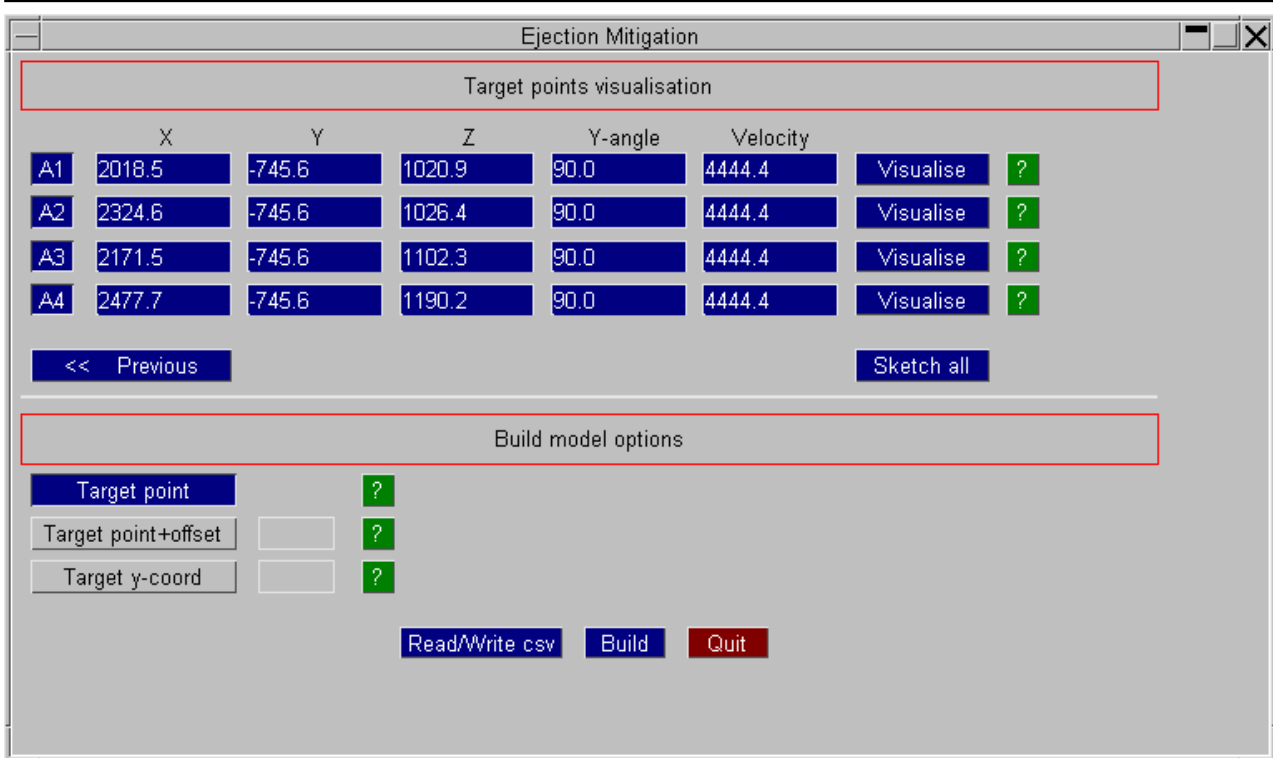 Ejection Mitigation
Target points visualisation
X Y Z Y-angle Velocity
A1 2018.5 -745.6 1020.9 90.0 4444.4 Visualise ?
A2 2324.6 -745.6 1026.4 90.0 4444.4 Visualise ?
A3 2171.5 -745.6 1102.3 90.0 4444.4 Visualise ?
A4 2477.7 -745.6 1190.2 90.0 4444.4 Visualise ?
<< Previous Sketch all
Build model options
Target point ?
Target point+offset ?
Target y-coord ?
Read/Write csv Build Quit